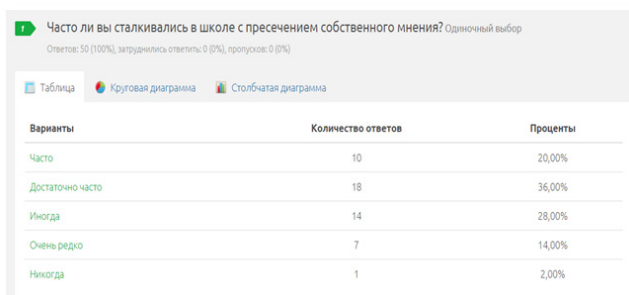 1 Часто ли вы сталкивались в школе с пресечением собственного мнения? Одиночный выбор
Ответов: 50 (100%), затруднились ответить: 0 (0%), пропусков: 0 (0%)
Таблица Круговая диаграмма Столбчатая диаграмма
Варианты Количество ответов Проценты
Часто 10 20,00%
Достаточно часто 18 36,00%
Иногда 14 28,00%
Очень редко 7 14,00%
Никогда 1 2,00%